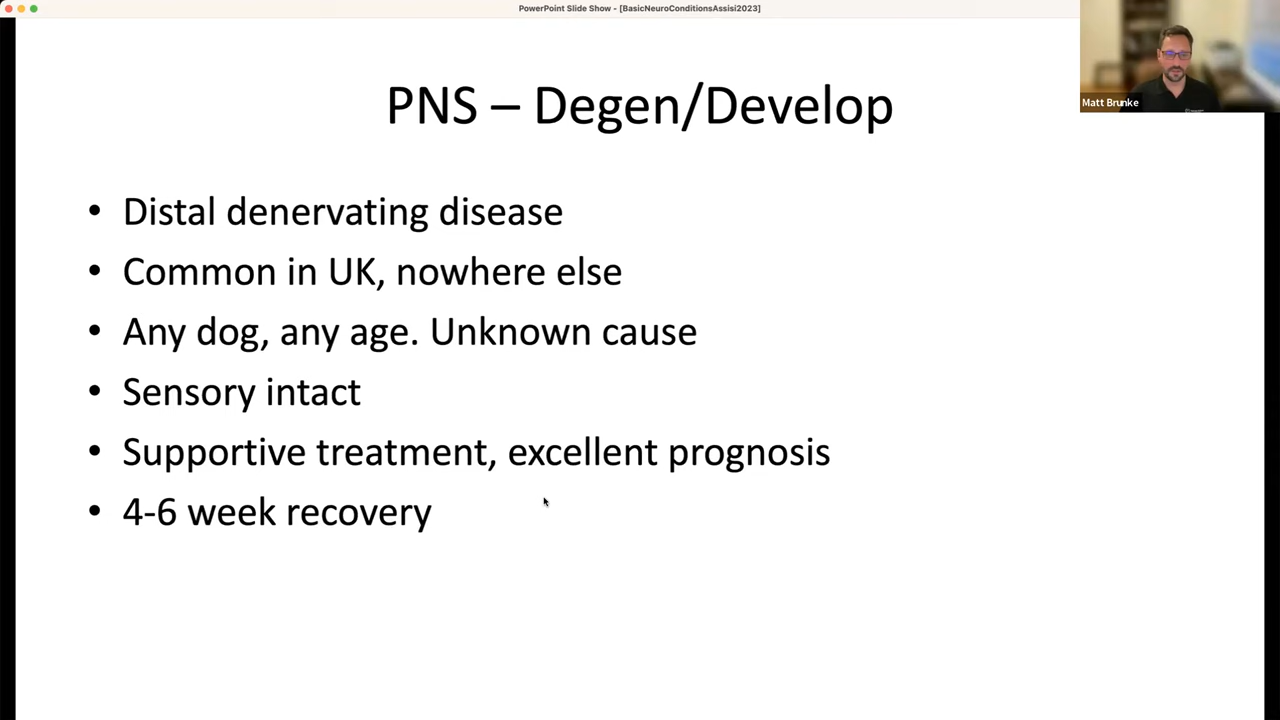 PowerPoint Slide Show - [BasicNeuroConditionsAssisi2023]
PNS – Degen/Develop
• Distal denervating disease
• Common in UK, nowhere else
• Any dog, any age. Unknown cause
• Sensory intact
• Supportive treatment, excellent prognosis
• 4-6 week recovery
Matt Brunke